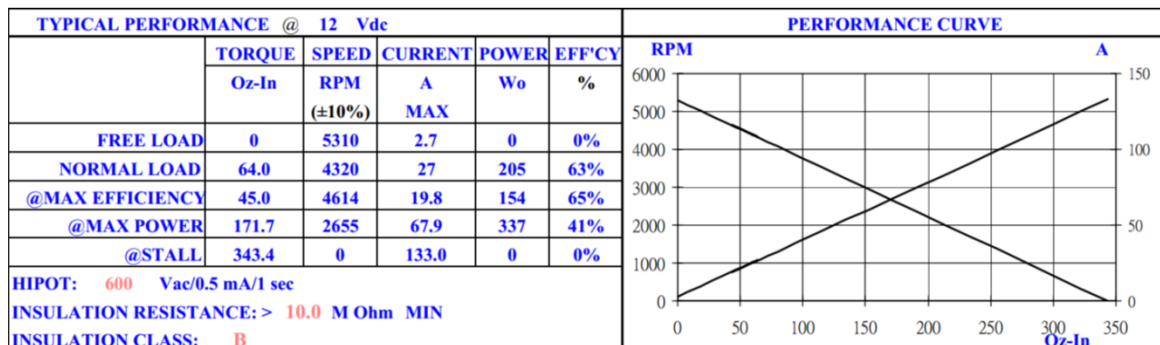 TYPICAL PERFORMANCE @ 12 Vdc
TORQUE SPEED CURRENT POWER EFF'CY
Oz-In RPM A Wo %
(±10%) MAX
FREE LOAD 0 5310 2.7 0 0%
NORMAL LOAD 64.0 4320 27 205 63%
@MAX EFFICIENCY 45.0 4614 19.8 154 65%
@MAX POWER 171.7 2655 67.9 337 41%
@STALL 343.4 0 133.0 0 0%
HIPOT: 600 Vac/0.5 mA/1 sec
INSULATION RESISTANCE: > 10.0 M Ohm MIN
INSULATION CLASS: B
PERFORMANCE CURVE
RPM A
6000 150
5000
4000 100
3000
2000 50
1000
0 0
0 50 100 150 200 250 300 350
Oz-In